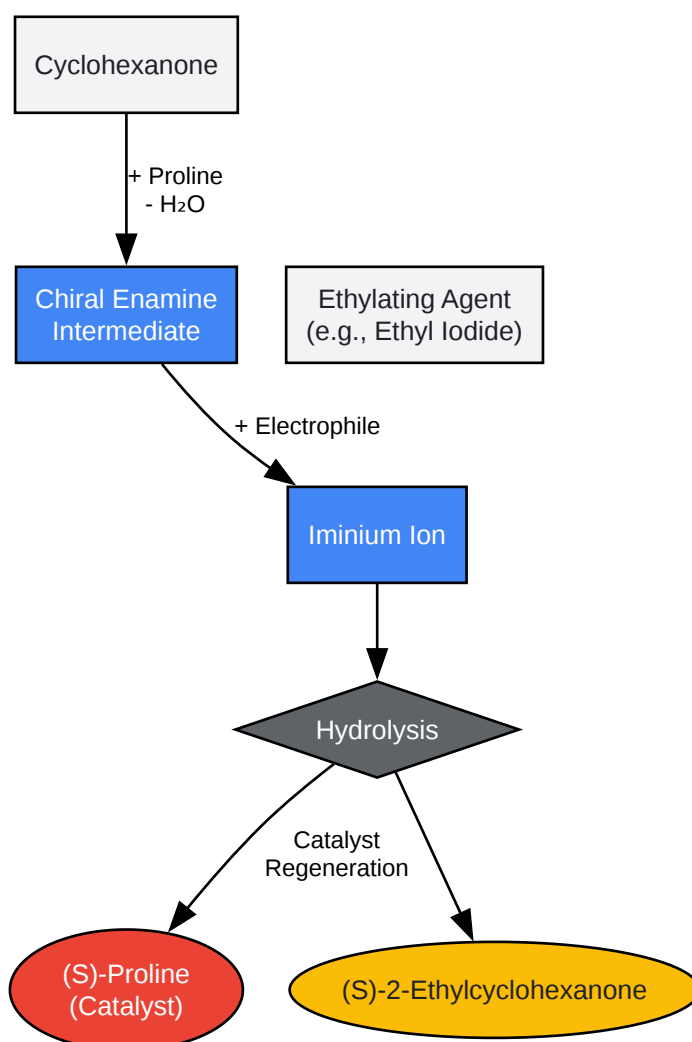 Cyclohexanone
+ Proline
- H₂O
Chiral Enamine
Intermediate
Ethylating Agent
(e.g., Ethyl Iodide)
+ Electrophile
Iminium Ion
Hydrolysis
Catalyst
Regeneration
(S)-Proline
(Catalyst)
(S)-2-Ethylcyclohexanone